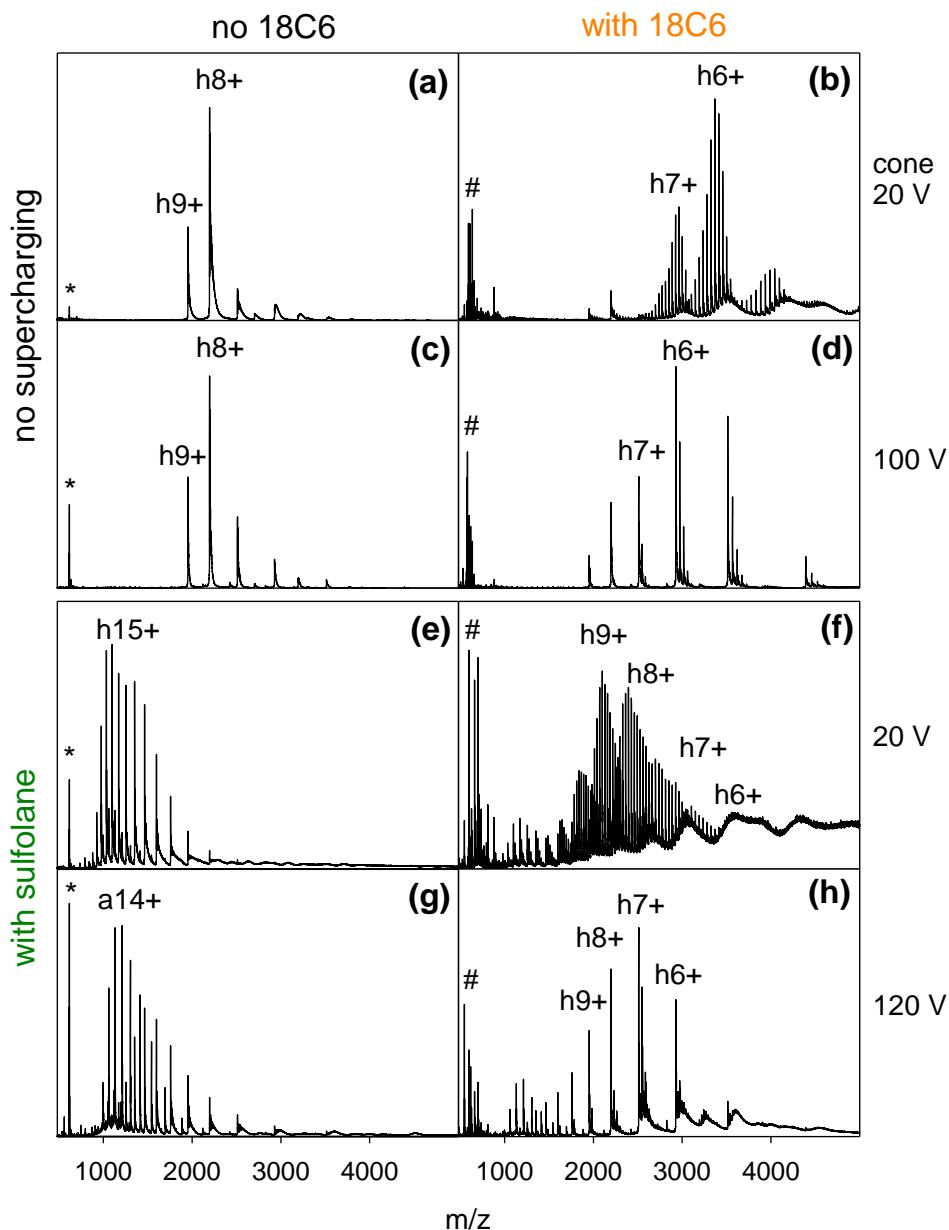 no 18C6 with 18C6
no supercharging
with sulfolane
(a)
h8+
h9+
*
(b)
h6+
h7+
#
cone
20 V
(c)
h8+
h9+
*
(d)
h6+
h7+
#
100 V
(e)
h15+
*
(f)
#
h9+
h8+
h7+
h6+
20 V
(g)
*
a14+
(h)
h7+
h8+
h6+
h9+
#
120 V
1000 2000 3000 4000 1000 2000 3000 4000
m/z